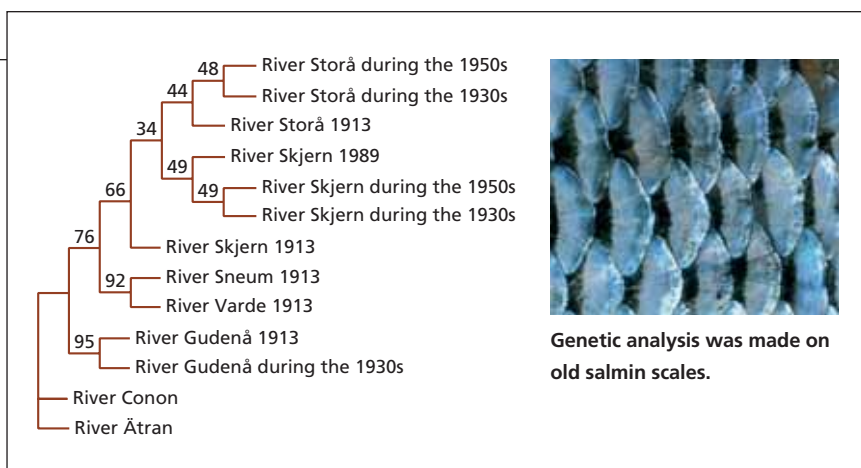 48
River Storå during the 1950s
44
River Storå during the 1930s
34
River Storå 1913
49
River Skjern 1989
66
49
River Skjern during the 1950s
River Skjern during the 1930s
76
River Skjern 1913
92
River Sneum 1913
River Varde 1913
95
River Gudenå 1913
River Gudenå during the 1930s
River Conon
River Ätran
Genetic analysis was made on
old salmin scales.